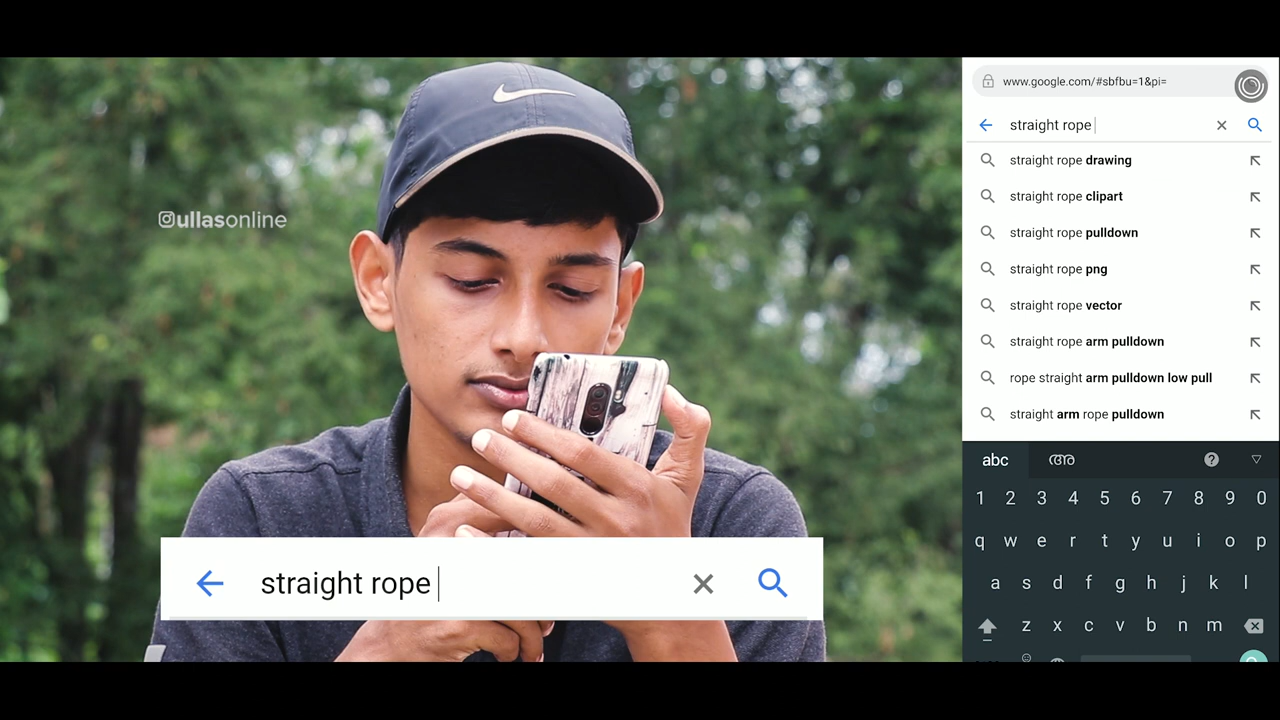 ullasonline
straight rope
www.google.com/#sbfbu=1&pi=
straight rope
straight rope drawing
straight rope clipart
straight rope pulldown
straight rope png
straight rope vector
straight rope arm pulldown
rope straight arm pulldown low pull
straight arm rope pulldown
abc അആ ?
1 2 3 4 5 6 7 8 9 0
q w e r t y u i o p
a s d f g h j k l
z x c v b n m